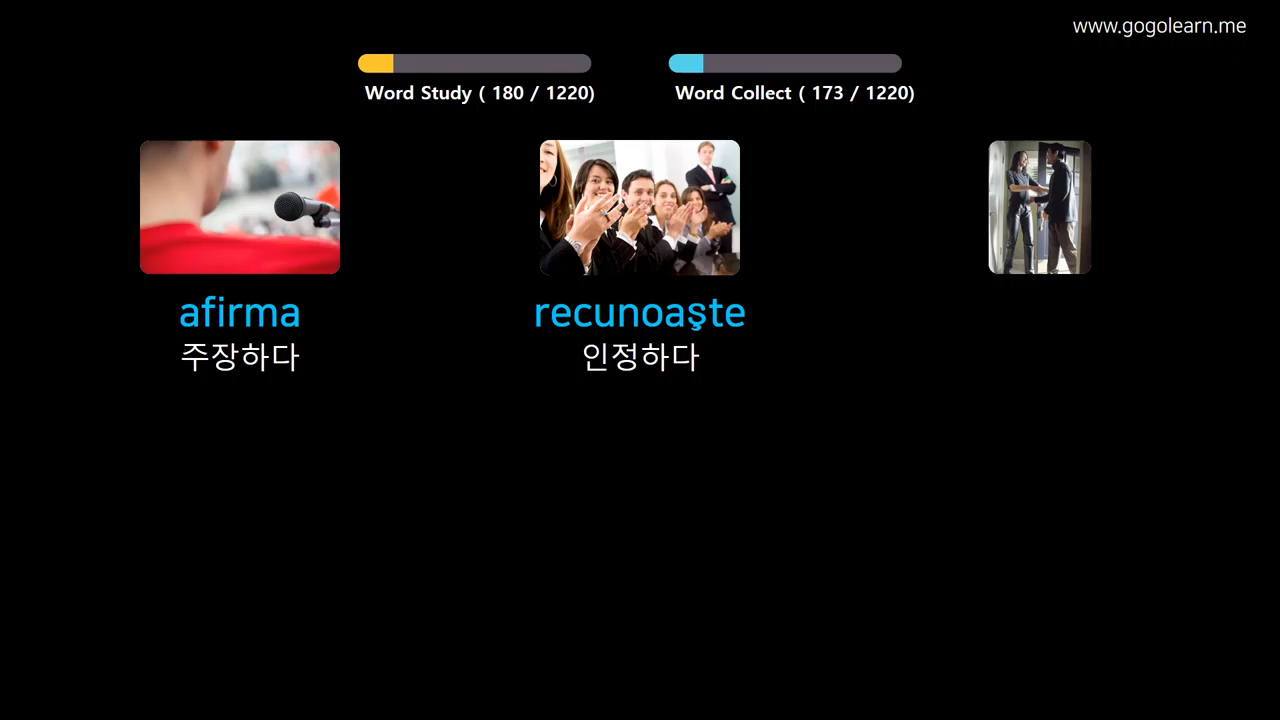 www.gogolearn.me
Word Study ( 180 / 1220)
Word Collect ( 173 / 1220)
afirma
recunoaşte
주장하다
인정하다